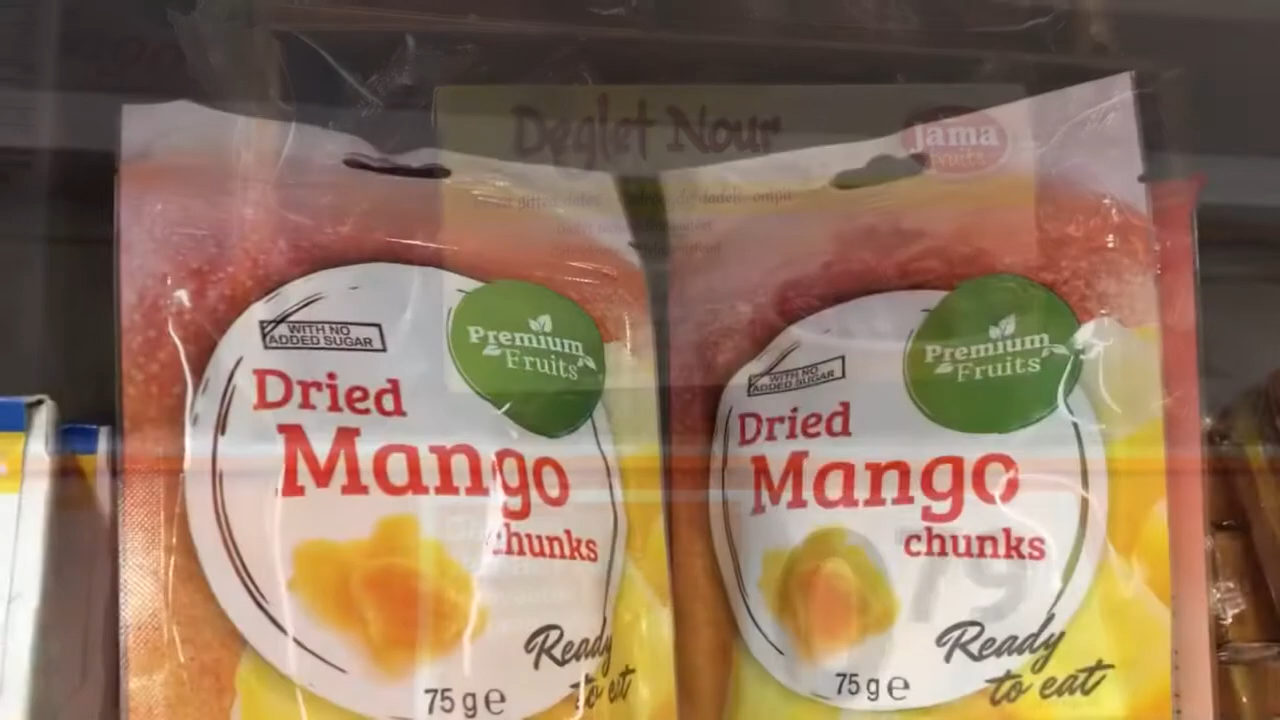 Deglet Nour
Jama
fruits
WITH NO
ADDED SUGAR
Premium
Fruits
Dried
Mango
chunks
Ready
to eat
75 g e
WITH NO
ADDED SUGAR
Premium
Fruits
Dried
Mango
chunks
79
Ready
to eat
75 g e